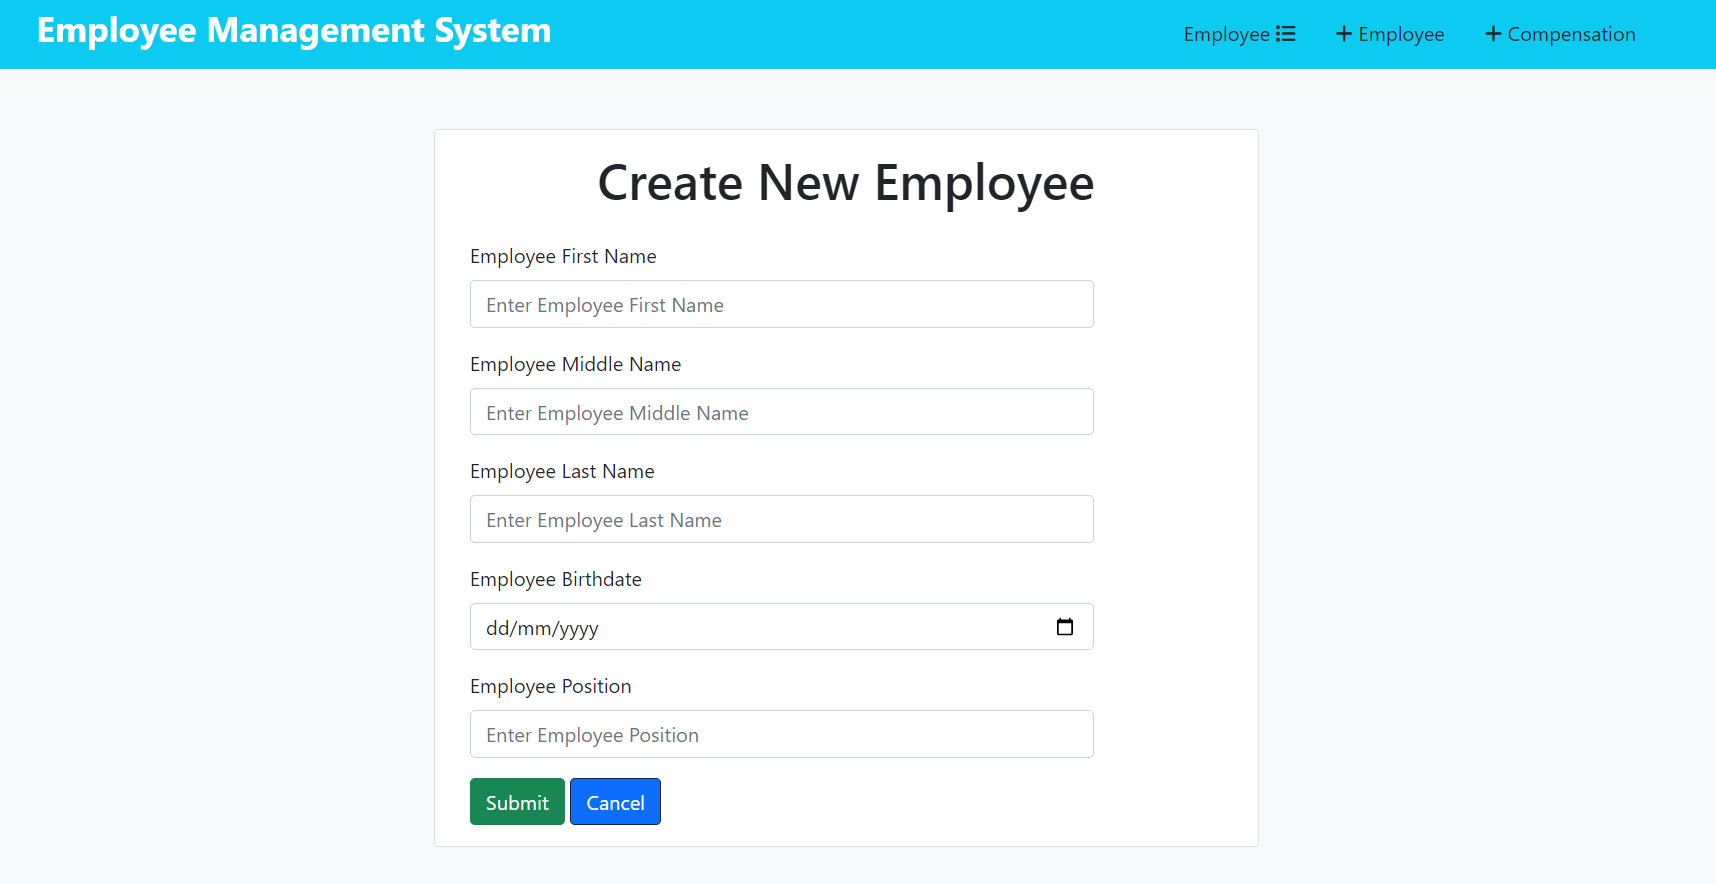 Employee Management System
Employee
Employee
Compensation
Create New Employee
Employee First Name
Enter Employee First Name
Employee Middle Name
Enter Employee Middle Name
Employee Last Name
Enter Employee Last Name
Employee Birthdate
dd/mm/yyyy
Employee Position
Enter Employee Position
Submit Cancel